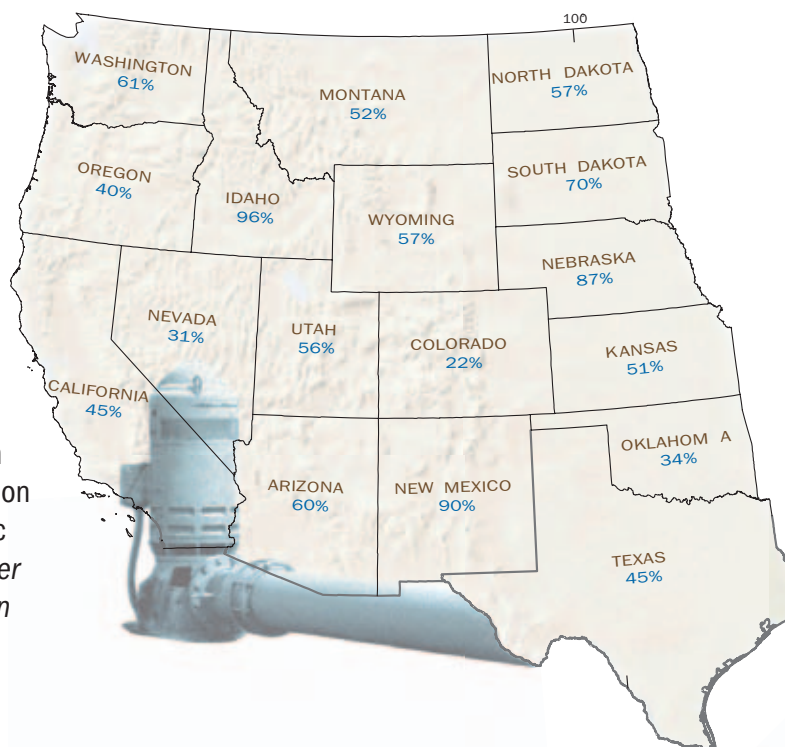 100
WASHINGTON
61%
MONTANA
52%
NORTH DAKOTA
57%
OREGON
40%
IDAHO
96%
WYOMING
57%
SOUTH DAKOTA
70%
NEBRASKA
87%
NEVADA
31%
UTAH
56%
COLORADO
22%
KANSAS
51%
CALIFORNIA
45%
ARIZONA
60%
NEW MEXICO
90%
OKLAHOM A
34%
TEXAS
45%
on
er
n